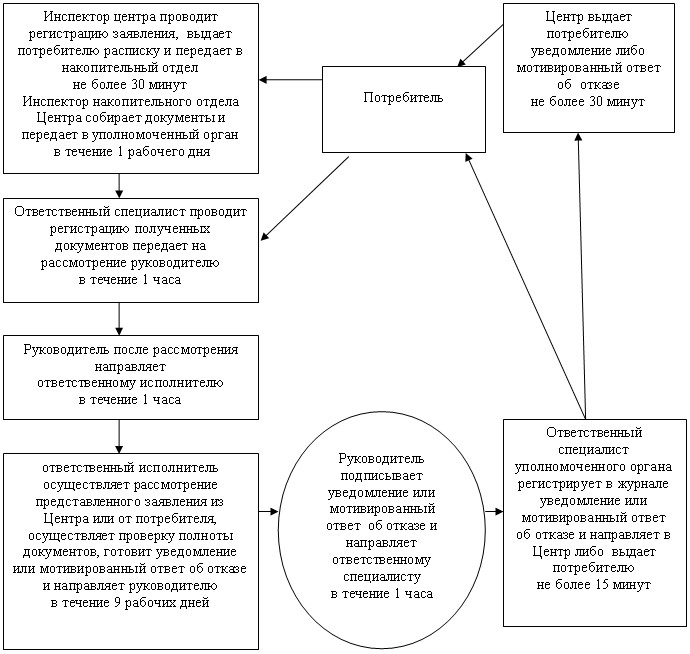 Инспектор центра проводит
регистрацию заявления, выдает
потребителю расписку и передает в
накопительный отдел
не более 30 минут
Инспектор накопительного отдела
Центра собирает документы и
передает в уполномоченный орган
в течение 1 рабочего дня
Потребитель
Центр выдает
потребителю
уведомление либо
мотивированный ответ
об отказе
не более 30 минут
Ответственный специалист проводит
регистрацию полученных
документов передает на
рассмотрение руководителю
в течение 1 часа
Руководитель после рассмотрения
направляет
ответственному исполнителю
в течение 1 часа
ответственный исполнитель
осуществляет рассмотрение
представленного заявления из
Центра или от потребителя,
осуществляет проверку полноты
документов, готовит уведомление
или мотивированный ответ об отказе
и направляет руководителю
в течение 9 рабочих дней
Руководитель
подписывает
уведомление или
мотивированный
ответ об отказе и
направляет
ответственному
специалисту
в течение 1 часа
Ответственный
специалист
уполномоченного органа
регистрирует в журнале
уведомление или
мотивированный ответ
об отказе и направляет в
Центр либо выдает
потребителю
не более 15 минут